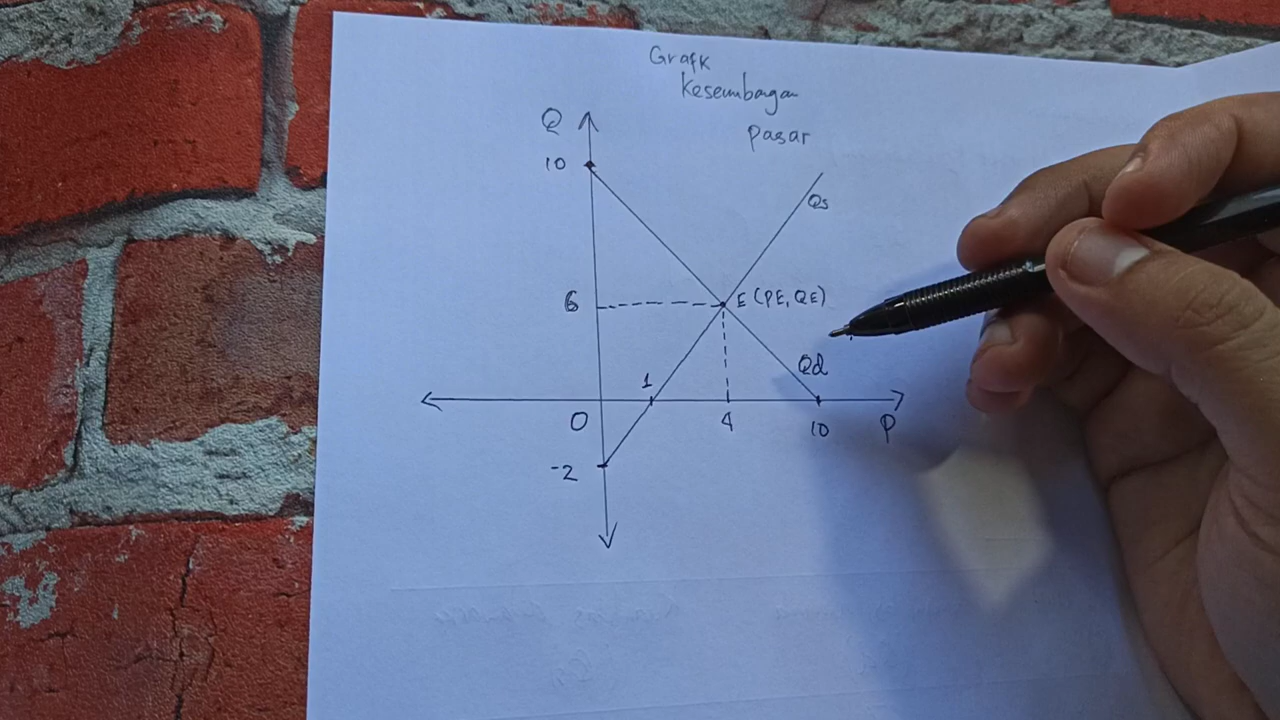 Grafk
Kesembagan
pasar
Q
10
Qs
6
E (PE, QE)
Qd
1
0
4
10
P
-2